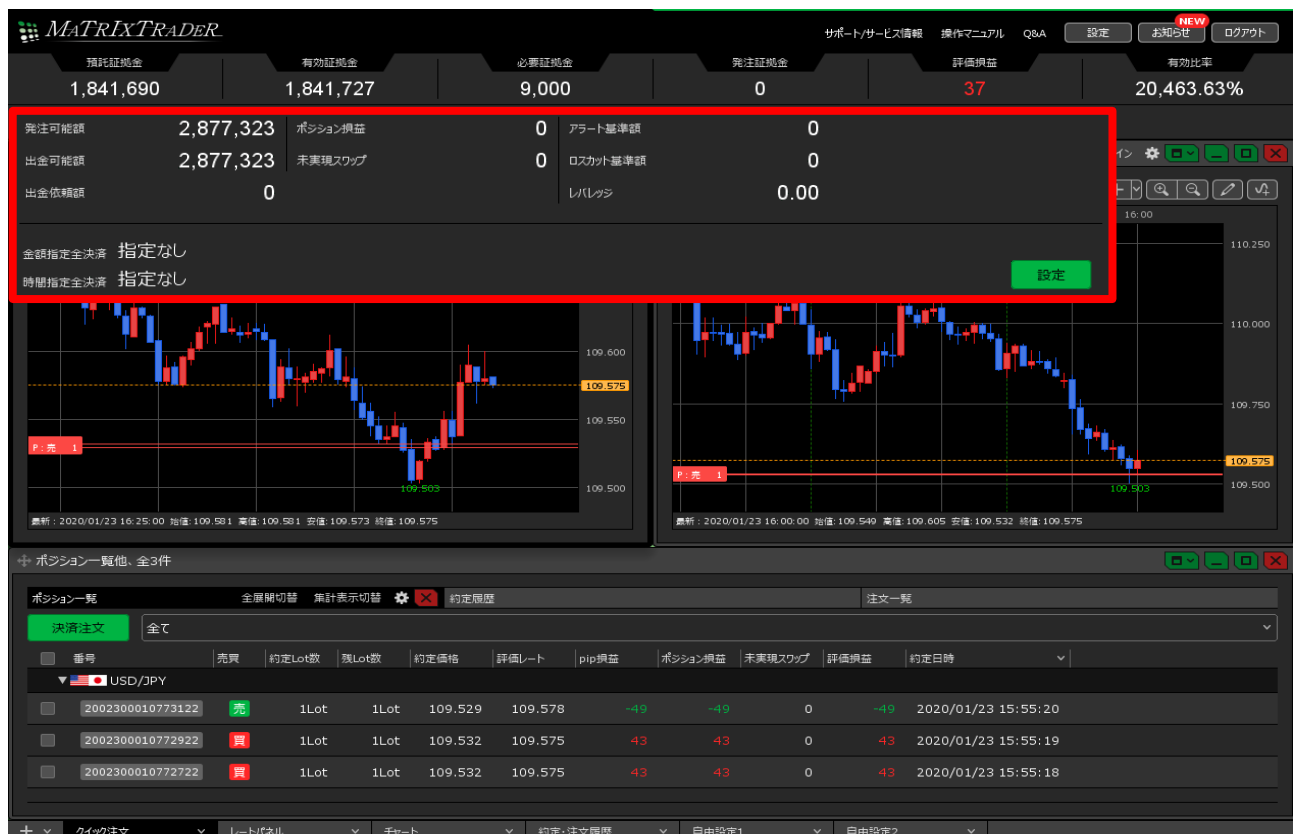 MATRIXTRADER
サポート/サービス情報 操作マニュアル Q&A 設定 お知らせ NEW ログアウト
預託証拠金 有効証拠金 必要証拠金 発注証拠金 評価損益 有効比率
1,841,690 1,841,727 9,000 0 37 20,463.63%
発注可能額 2,877,323 ポジション損益 0 アラート基準額 0
出金可能額 2,877,323 未実現スワップ 0 ロスカット基準額 0
出金依頼額 0 レバレッジ 0.00
金額指定全決済 指定なし
時間指定全決済 指定なし 設定
イン
16:00
110.250
110.000
109.750
109.575
109.500
109.600
109.575
109.550
109.500
P:売 1
109.503
P:売 1
109.503
最新:2020/01/23 16:25:00 始値:109.581 高値:109.581 安値:109.573 終値:109.575
最新:2020/01/23 16:00:00 始値:109.549 高値:109.605 安値:109.532 終値:109.575
ポジション一覧他、全3件
ポジション一覧 全展開切替 集計表示切替 約定履歴 注文一覧
決済注文 全て
番号 売買 約定Lot数 残Lot数 約定価格 評価レート pip損益 ポジション損益 未実現スワップ 評価損益 約定日時
USD/JPY
2002300010773122 売 1Lot 1Lot 109.529 109.578 -49 -49 0 -49 2020/01/23 15:55:20
2002300010772922 買 1Lot 1Lot 109.532 109.575 43 43 0 43 2020/01/23 15:55:19
2002300010772722 買 1Lot 1Lot 109.532 109.575 43 43 0 43 2020/01/23 15:55:18
クイック注文 レートパネル チャート 約定・注文履歴 自由設定1 自由設定2